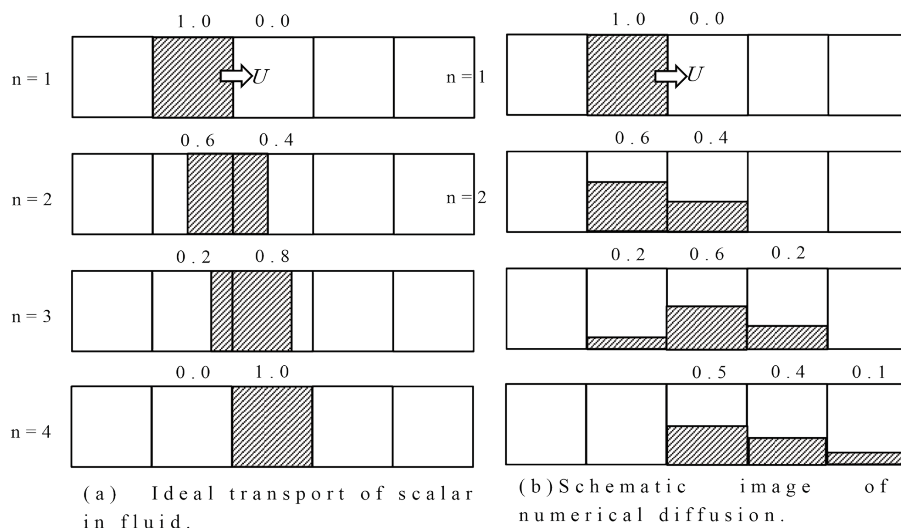 1.0 0.0
n=1 U
0.6 0.4
n=2
0.2 0.8
n=3
0.0 1.0
n=4
(a) Ideal transport of scalar
in fluid.
1.0 0.0
n=1 U
0.6 0.4
n=2
0.2 0.6 0.2
0.5 0.4 0.1
(b)Schematic image of
numerical diffusion.